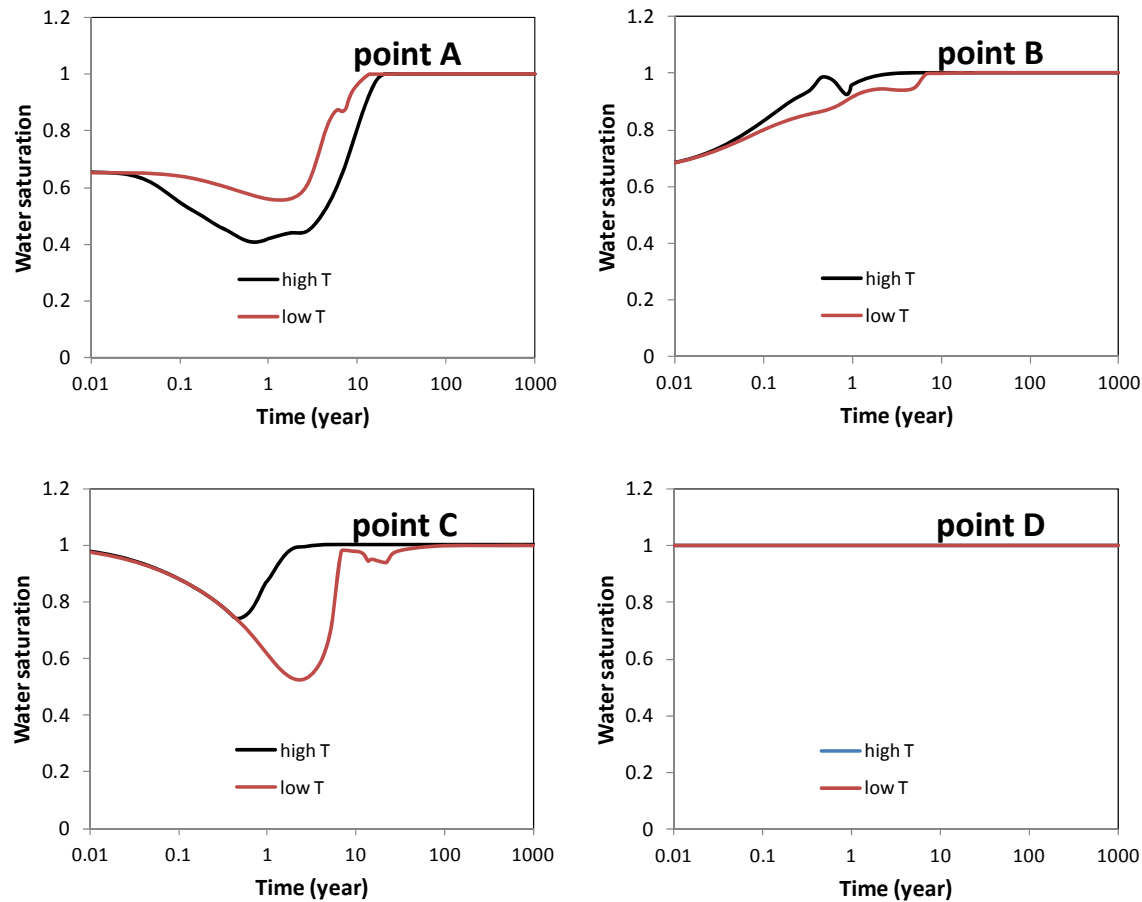 point A
1.2
1
0.8
0.6
0.4
0.2
0
Water saturation
high T
low T
0.01 0.1 1 10 100 1000
Time (year)
point B
1.2
1
0.8
0.6
0.4
0.2
0
Water saturation
high T
low T
0.01 0.1 1 10 100 1000
Time (year)
point C
1.2
1
0.8
0.6
0.4
0.2
0
Water saturation
high T
low T
0.01 0.1 1 10 100 1000
Time (year)
point D
1.2
1
0.8
0.6
0.4
0.2
0
Water saturation
high T
low T
0.01 0.1 1 10 100 1000
Time (year)